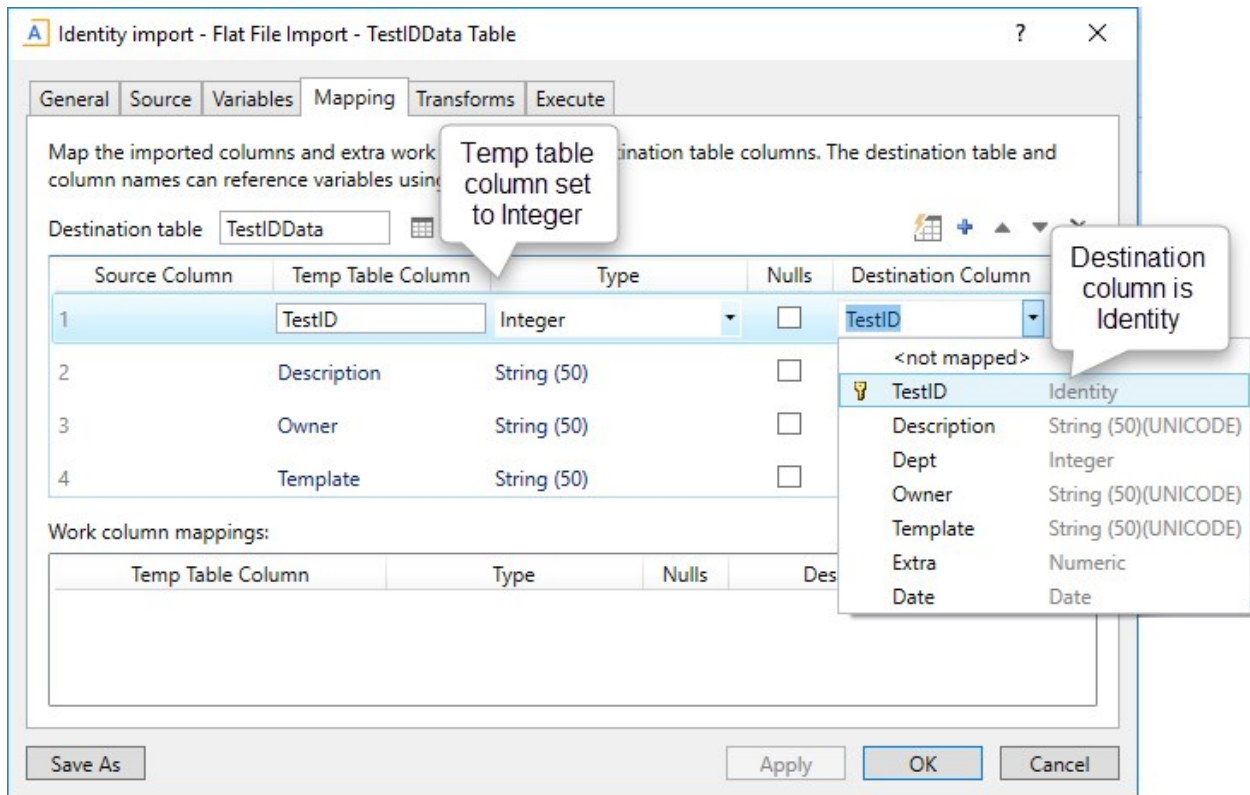 A Identity import - Flat File Import - TestIDData Table ? ×
General Source Variables Mapping Transforms Execute
Map the imported columns and extra work ination table columns. The destination table and
column names can reference variables using
Temp table
column set
to Integer
Destination table TestIDData
Destination
column is
Identity
Source Column Temp Table Column Type Nulls Destination Column
1 TestID Integer TestID
2 Description String (50)
3 Owner String (50)
4 Template String (50)
<not mapped>
TestID Identity
Description String (50)(UNICODE)
Dept Integer
Owner String (50)(UNICODE)
Template String (50)(UNICODE)
Extra Numeric
Date Date
Work column mappings:
Temp Table Column Type Nulls Des
Save As Apply OK Cancel